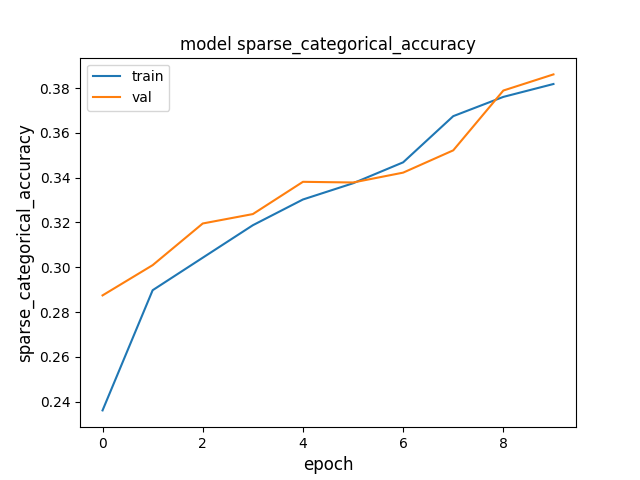 model sparse_categorical_accuracy
train
val
0.38
0.36
0.34
0.32
0.30
0.28
0.26
0.24
sparse_categorical_accuracy
0 2 4 6 8
epoch